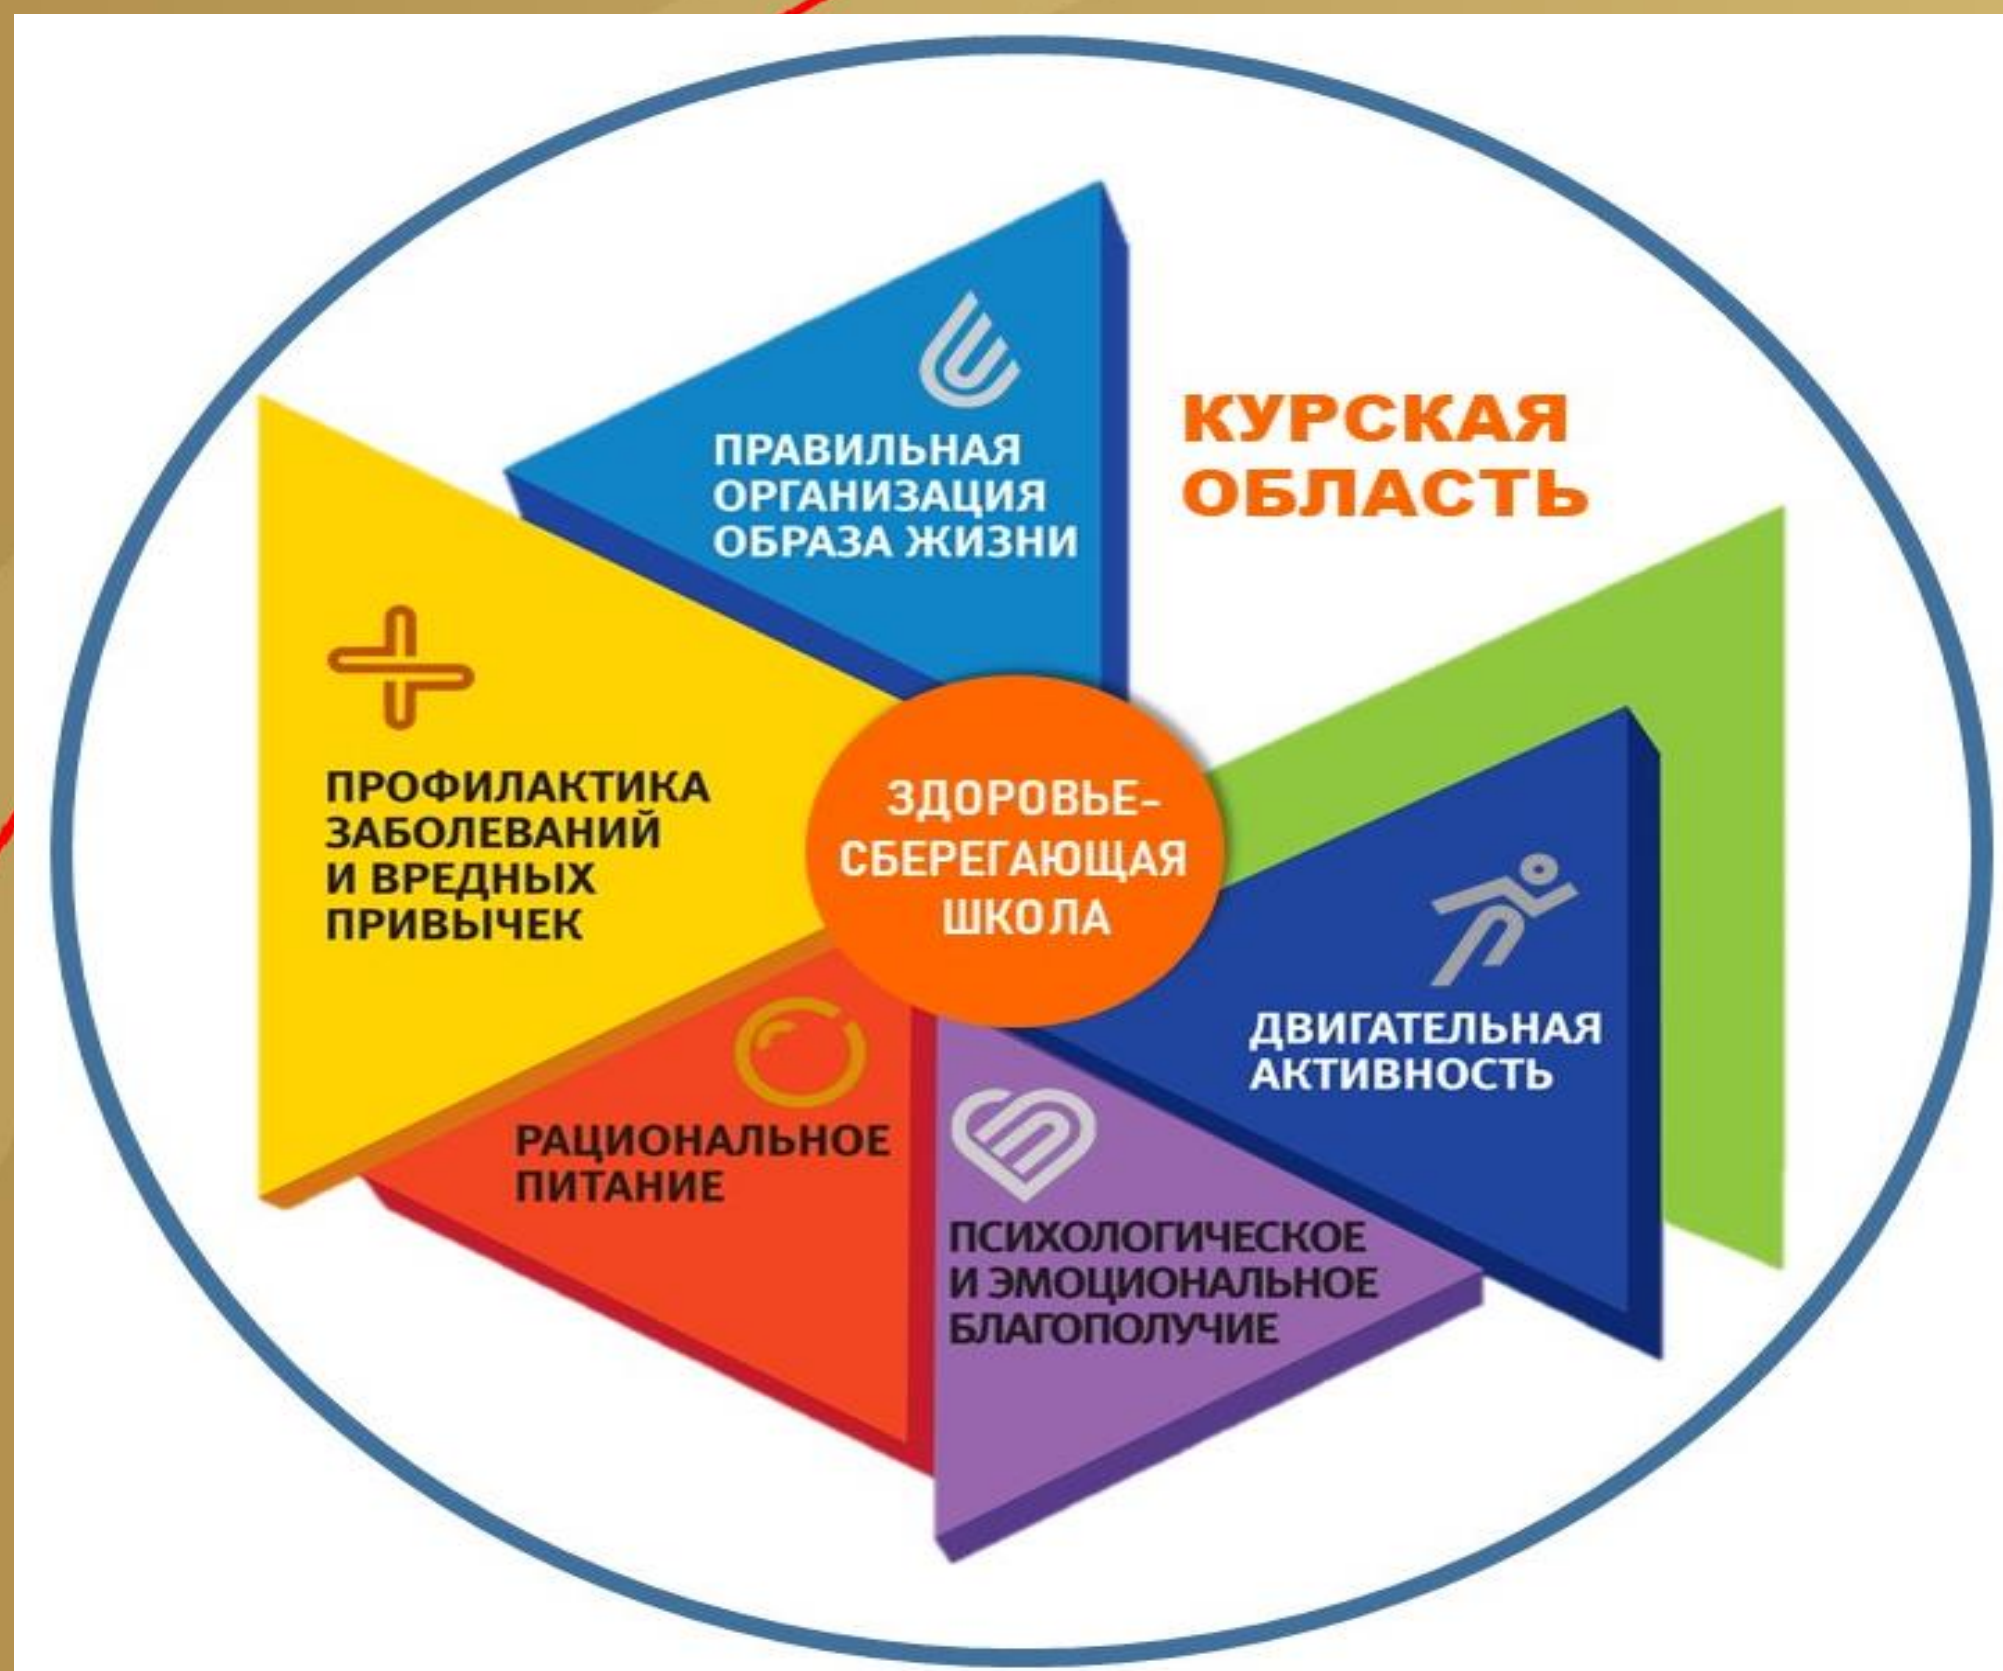 ПРАВИЛЬНАЯ
ОРГАНИЗАЦИЯ
ОБРАЗА ЖИЗНИ
КУРСКАЯ
ОБЛАСТЬ
ПРОФИЛАКТИКА
ЗАБОЛЕВАНИЙ
И ВРЕДНЫХ
ПРИВЫЧЕК
ЗДОРОВЬЕ-
СБЕРЕГАЮЩАЯ
ШКОЛА
ДВИГАТЕЛЬНАЯ
АКТИВНОСТЬ
РАЦИОНАЛЬНОЕ
ПИТАНИЕ
ПСИХОЛОГИЧЕСКОЕ
И ЭМОЦИОНАЛЬНОЕ
БЛАГОПОЛУЧИЕ